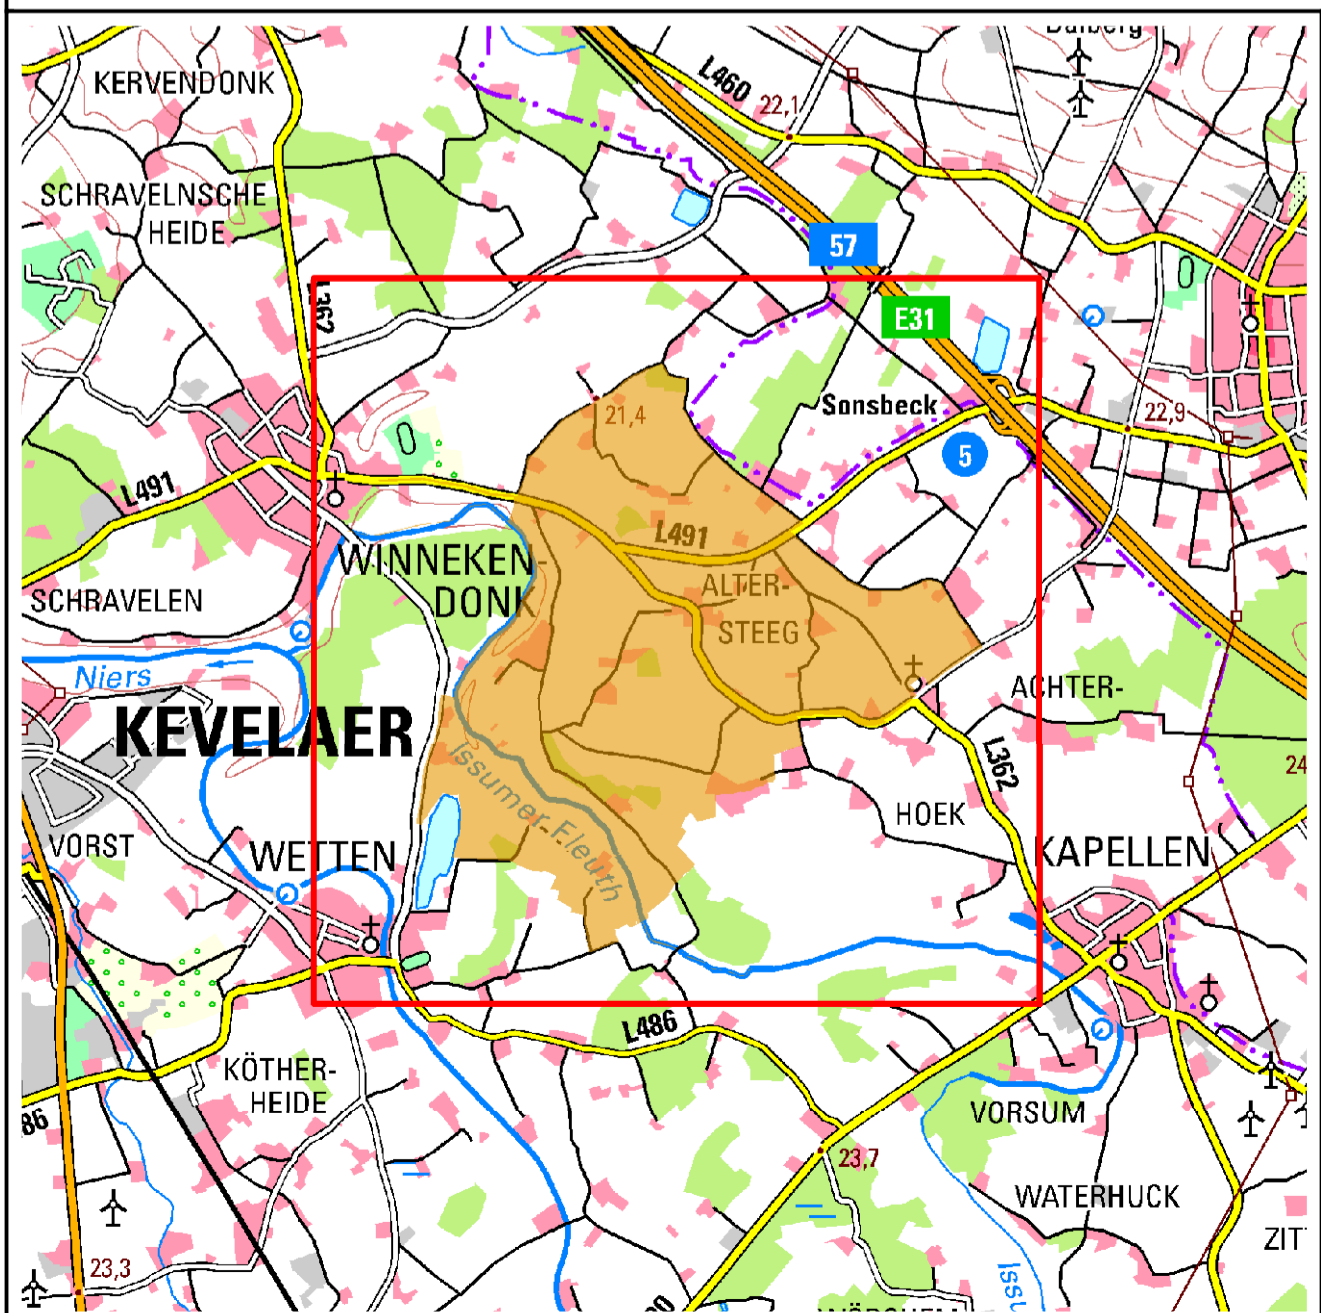 KERVENDONK
L460
22,1
SCHRAVELNSCHE
HEIDE
57
L362
E31
21,4
Sonsbeck
22,9
5
L491
L491
WINNEKEN-
DONK
ALTER-
STEEG
SCHRAVELEN
Niers
KEVELAER
ACHTER-
Issumer Fleuth
L362
24
HOEK
VORST
WETTEN
KAPELLEN
L486
KÖTHER-
HEIDE
86
VORSUM
23,7
WATERHUCK
ZIT
23,3
Issu